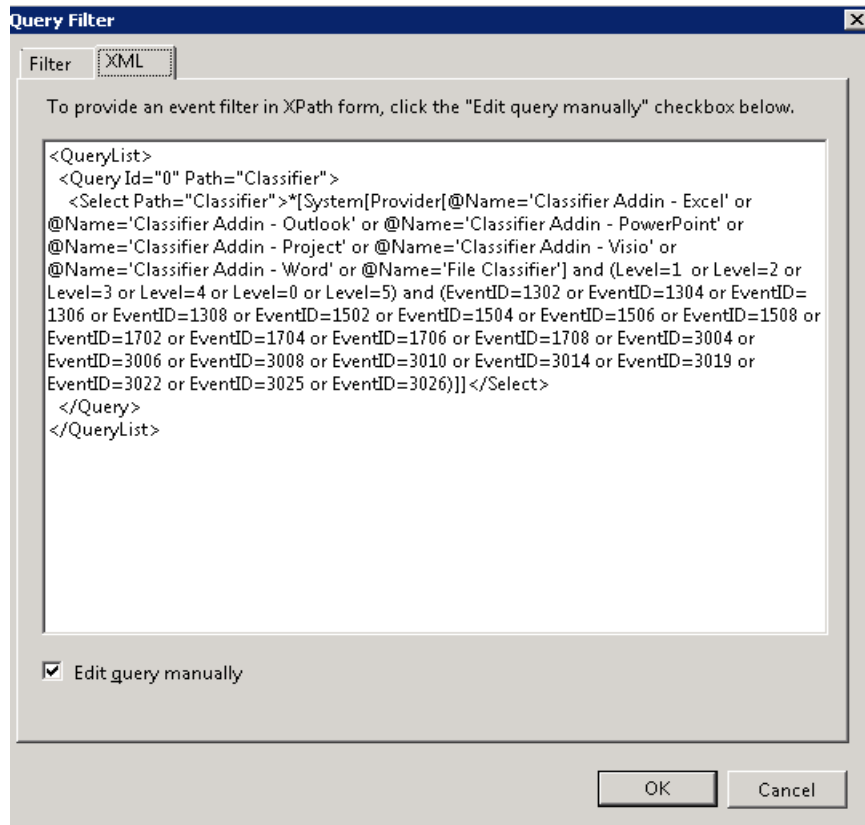 Query Filter
Filter XML
To provide an event filter in XPath form, click the "Edit query manually" checkbox below.
<QueryList>
<Query Id="0" Path="Classifier">
<Select Path="Classifier">*[System[Provider[@Name='Classifier Addin - Excel' or
@Name='Classifier Addin - Outlook' or @Name='Classifier Addin - PowerPoint' or
@Name='Classifier Addin - Project' or @Name='Classifier Addin - Visio' or
@Name='Classifier Addin - Word' or @Name='File Classifier'] and (Level=1  or Level=2 or
Level=3 or Level=4 or Level=0 or Level=5) and (EventID=1302 or EventID=1304 or EventID=
1306 or EventID=1308 or EventID=1502 or EventID=1504 or EventID=1506 or EventID=1508 or
EventID=1702 or EventID=1704 or EventID=1706 or EventID=1708 or EventID=3004 or
EventID=3006 or EventID=3008 or EventID=3010 or EventID=3014 or EventID=3019 or
EventID=3022 or EventID=3025 or EventID=3026)]]</Select>
</Query>
</QueryList>
Edit query manually
OK Cancel